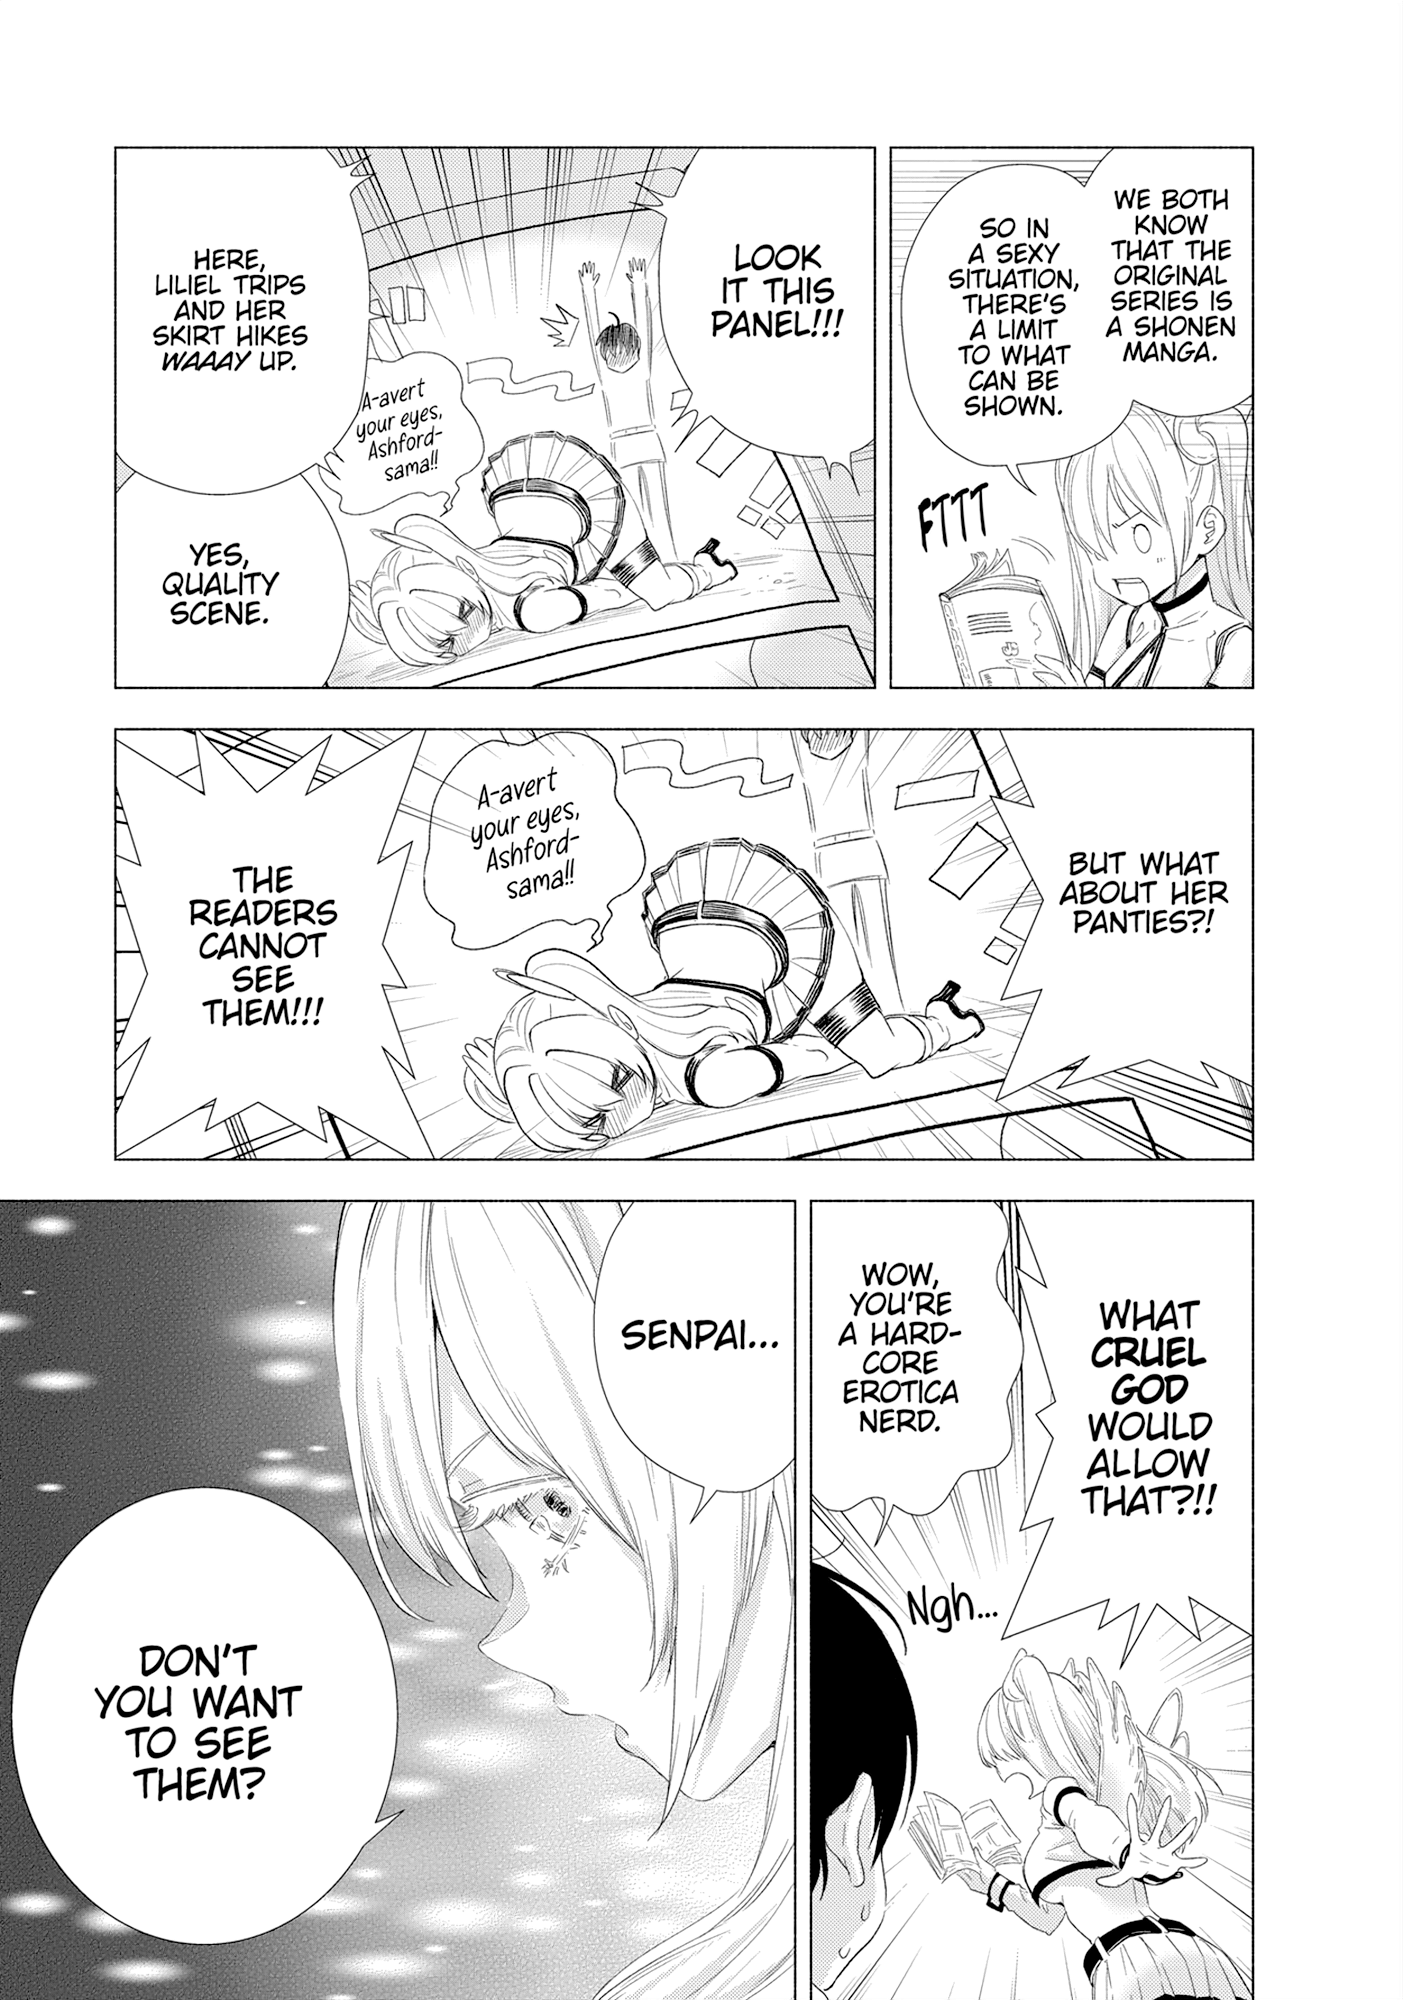 WE BOTH
KNOW
THAT THE
ORIGINAL
SERIES IS
A SHONEN
MANGA.
SO IN
A SEXY
SITUATION,
THERE'S
A LIMIT
TO WHAT
CAN BE
SHOWN.
FTTT
LOOK
IT THIS
PANEL!!!
HERE,
LILIEL TRIPS
AND HER
SKIRT HIKES
WAAAY UP.
A-avert
your eyes,
Ashford-
sama!!
YES,
QUALITY
SCENE.
BUT WHAT
ABOUT HER
PANTIES?!
A-avert
your eyes,
Ashford-
sama!!
THE
READERS
CANNOT
SEE
THEM!!!
WHAT
CRUEL
GOD
WOULD
ALLOW
THAT?!!
WOW,
YOU'RE
A HARD-
CORE
EROTICA
NERD.
Ngh...
SENPAI...
DON'T
YOU WANT
TO SEE
THEM?